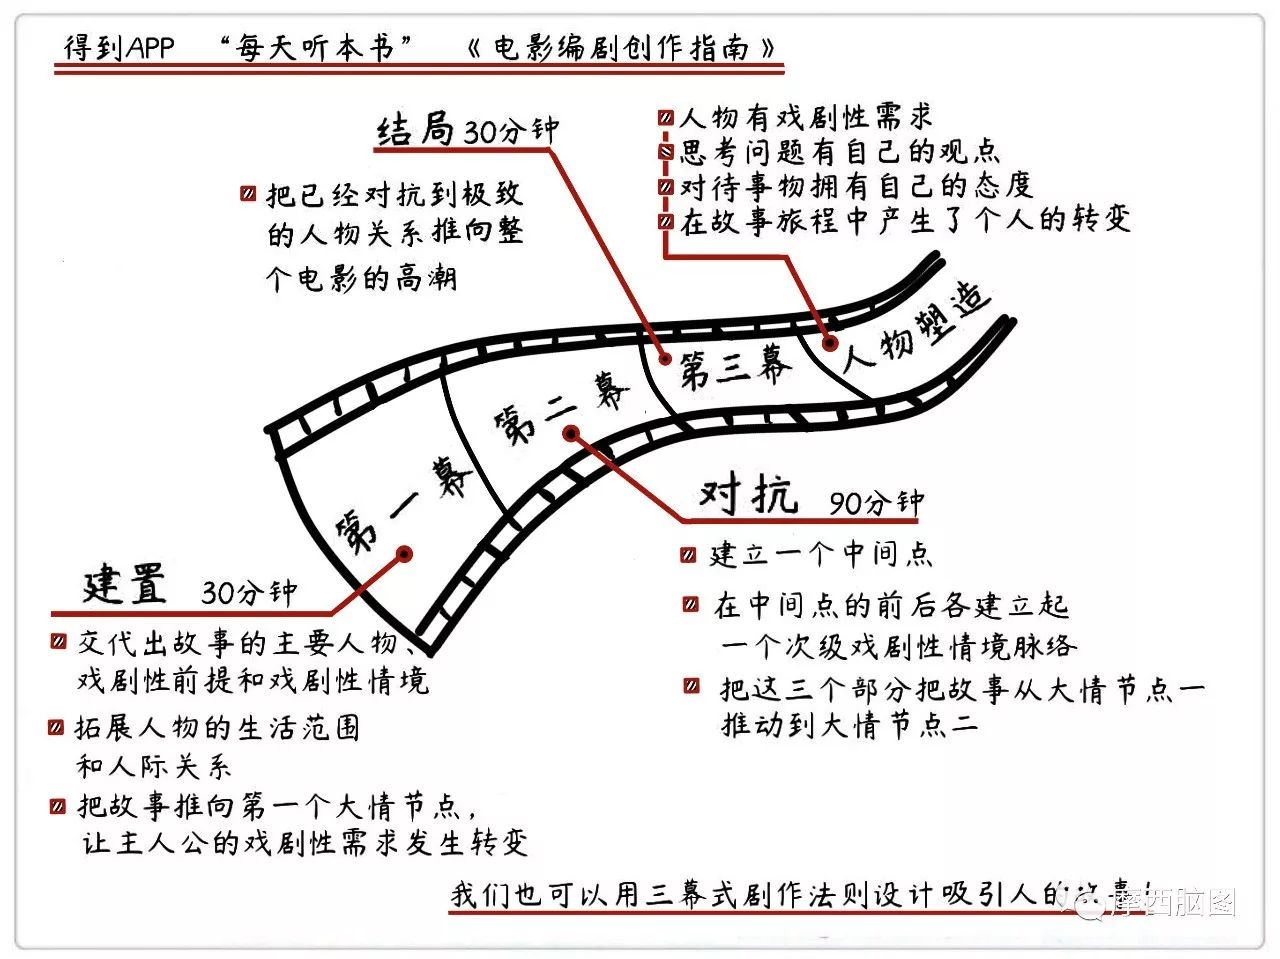 得到APP “每天听本书” 《电影编剧创作指南》
结局 30分钟
把已经对抗到极致
的人物关系推向整
个电影的高潮
人物有戏剧性需求
思考问题有自己的观点
对待事物拥有自己的态度
在故事旅程中产生了个人的转变
第一幕
第二幕
第三幕
人物塑造
建置 30分钟
交代出故事的主要人物、
戏剧性前提和戏剧性情境
拓展人物的生活范围
和人际关系
把故事推向第一个大情节点，
让主人公的戏剧性需求发生转变
对抗 90分钟
建立一个中间点
在中间点的前后各建立起
一个次级戏剧性情境脉络
把这三个部分把故事从大情节点一
推动到大情节点二
我们也可以用三幕式剧作法则设计吸引人的故事！
摩西脑图